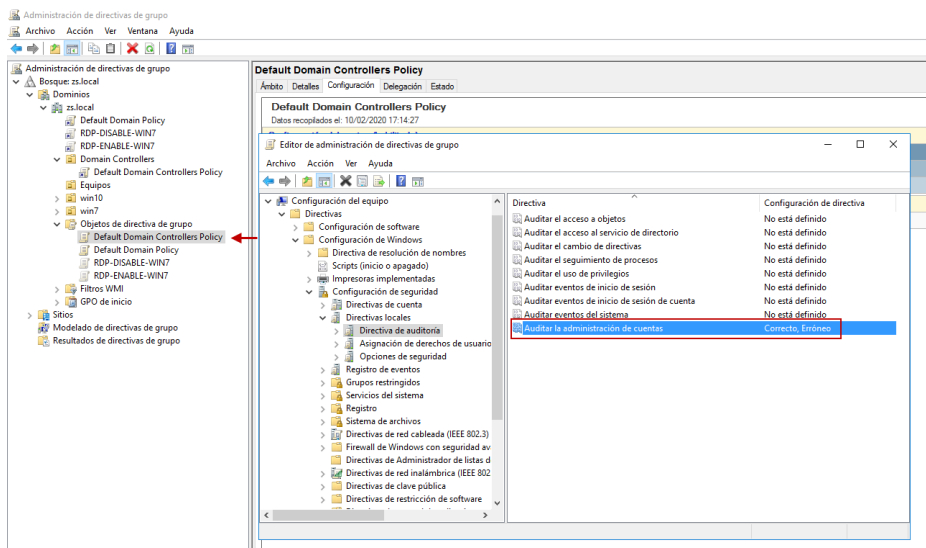 Administración de directivas de grupo
Archivo Acción Ver Ventana Ayuda
Administración de directivas de grupo
Bosque: zs.local
Dominios
zs.local
Default Domain Policy
RDP-DISABLE-WIN7
RDP-ENABLE-WIN7
Domain Controllers
Default Domain Controllers Policy
Equipos
win10
win7
Objetos de directiva de grupo
Default Domain Controllers Policy
Default Domain Policy
RDP-DISABLE-WIN7
RDP-ENABLE-WIN7
Filtros WMI
GPO de inicio
Sitios
Modelado de directivas de grupo
Resultados de directivas de grupo
Default Domain Controllers Policy
Ámbito Detalles Configuración Delegación Estado
Default Domain Controllers Policy
Datos recopilados el: 10/02/2020 17:14:27
Editor de administración de directivas de grupo
Archivo Acción Ver Ayuda
Configuración del equipo
Directivas
Configuración de software
Configuración de Windows
Directiva de resolución de nombres
Scripts (inicio o apagado)
Impresoras implementadas
Configuración de seguridad
Directivas de cuenta
Directivas locales
Directiva de auditoría
Asignación de derechos de usuario
Opciones de seguridad
Registro de eventos
Grupos restringidos
Servicios del sistema
Registro
Sistema de archivos
Directivas de red cableada (IEEE 802.3)
Firewall de Windows con seguridad av
Directivas de Administrador de listas d
Directivas de red inalámbrica (IEEE 802
Directivas de clave pública
Directivas de restricción de software
Directiva Configuración de directiva
Auditar el acceso a objetos No está definido
Auditar el acceso al servicio de directorio No está definido
Auditar el cambio de directivas No está definido
Auditar el seguimiento de procesos No está definido
Auditar el uso de privilegios No está definido
Auditar eventos de inicio de sesión No está definido
Auditar eventos de inicio de sesión de cuenta No está definido
Auditar eventos del sistema No está definido
Auditar la administración de cuentas Correcto, Erróneo